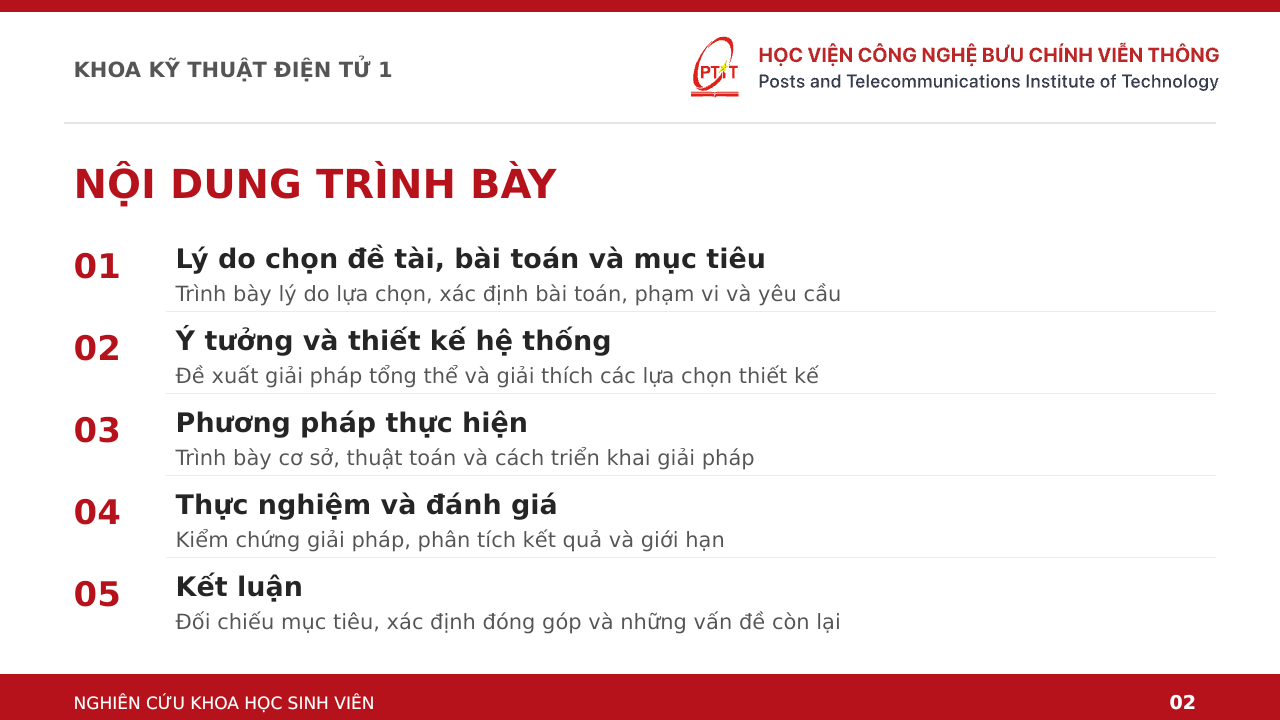 KHOA KỸ THUẬT ĐIỆN TỬ 1
PTIT
HỌC VIỆN CÔNG NGHỆ BƯU CHÍNH VIỄN THÔNG
Posts and Telecommunications Institute of Technology
NỘI DUNG TRÌNH BÀY
01
Lý do chọn đề tài, bài toán và mục tiêu
Trình bày lý do lựa chọn, xác định bài toán, phạm vi và yêu cầu
02
Ý tưởng và thiết kế hệ thống
Đề xuất giải pháp tổng thể và giải thích các lựa chọn thiết kế
03
Phương pháp thực hiện
Trình bày cơ sở, thuật toán và cách triển khai giải pháp
04
Thực nghiệm và đánh giá
Kiểm chứng giải pháp, phân tích kết quả và giới hạn
05
Kết luận
Đối chiếu mục tiêu, xác định đóng góp và những vấn đề còn lại
NGHIÊN CỨU KHOA HỌC SINH VIÊN
02